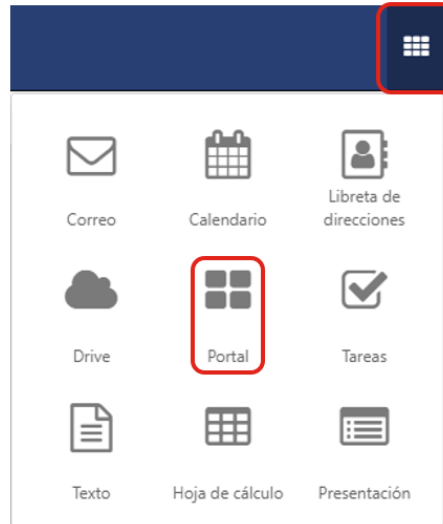 Correo
Calendario
Libreta de
direcciones
Drive
Portal
Tareas
Texto
Hoja de cálculo
Presentación